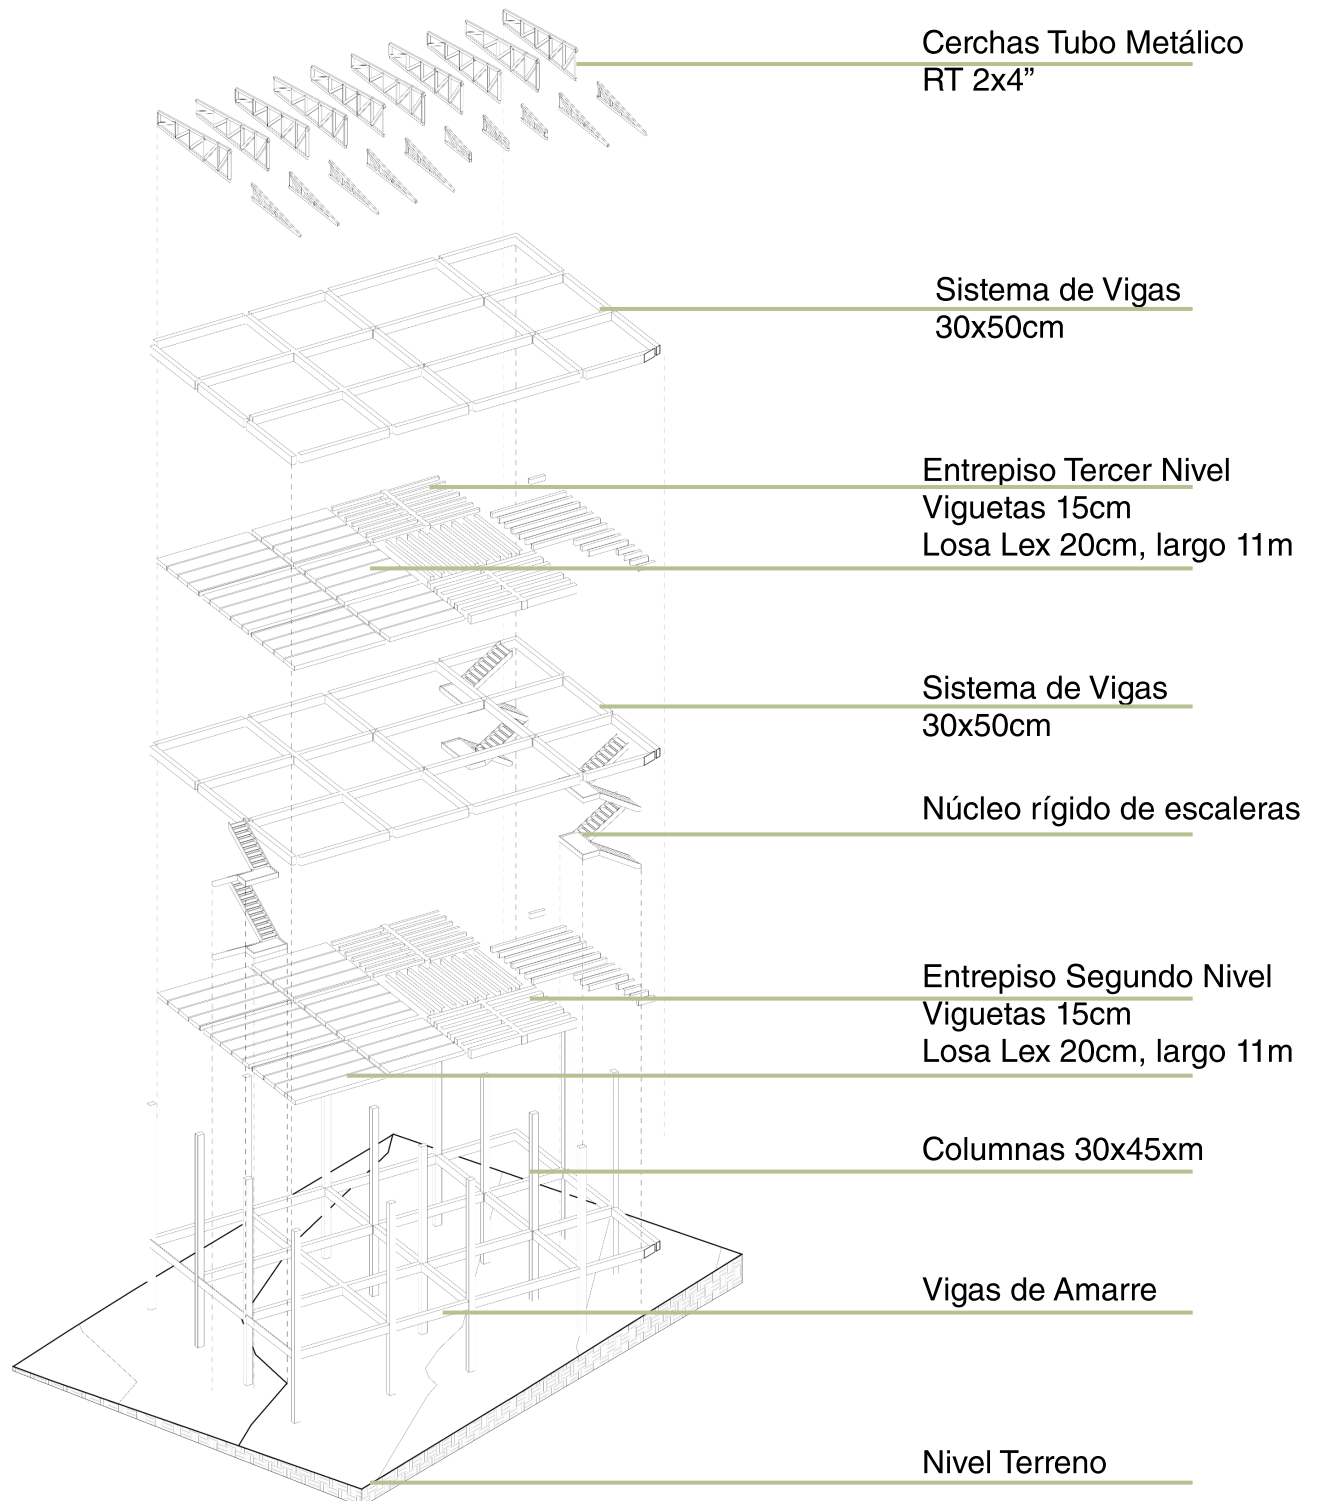 Cerchas Tubo Metálico
RT 2x4”
Sistema de Vigas
30x50cm
Entrepiso Tercer Nivel
Viguetas 15cm
Losa Lex 20cm, largo 11m
Sistema de Vigas
30x50cm
Núcleo rígido de escaleras
Entrepiso Segundo Nivel
Viguetas 15cm
Losa Lex 20cm, largo 11m
Columnas 30x45xm
Vigas de Amarre
Nivel Terreno